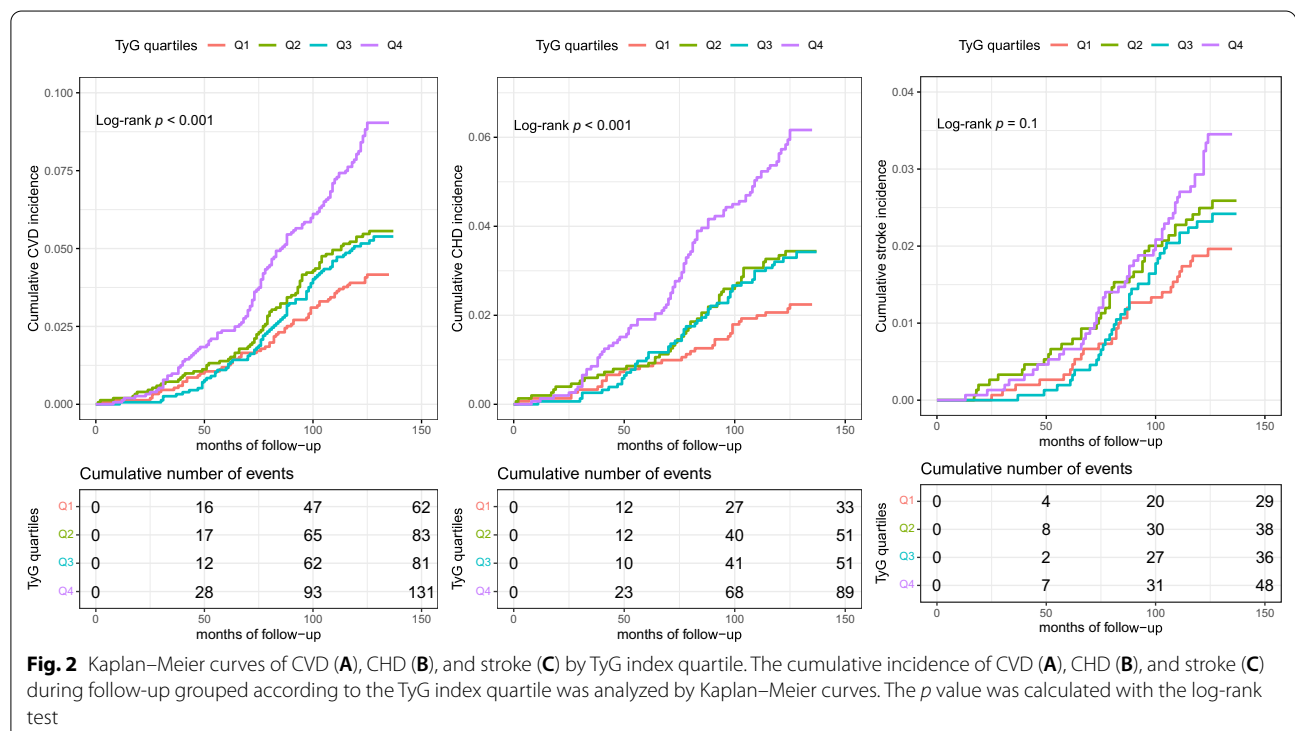 TyG quartiles Q1 Q2 Q3 Q4
Cumulative CVD incidence
0.100
0.075
0.050
0.025
0.000
Log-rank p < 0.001
0 50 100 150
months of follow-up
Cumulative number of events
TyG quartiles
Q1 0 16 47 62
Q2 0 17 65 83
Q3 0 12 62 81
Q4 0 28 93 131
0 50 100 150
months of follow-up
TyG quartiles Q1 Q2 Q3 Q4
Cumulative CHD incidence
0.06
0.04
0.02
0.00
Log-rank p < 0.001
0 50 100 150
months of follow-up
Cumulative number of events
TyG quartiles
Q1 0 12 27 33
Q2 0 12 40 51
Q3 0 10 41 51
Q4 0 23 68 89
0 50 100 150
months of follow-up
TyG quartiles Q1 Q2 Q3 Q4
Cumulative stroke incidence
0.04
0.03
0.02
0.01
0.00
Log-rank p = 0.1
0 50 100 150
months of follow-up
Cumulative number of events
TyG quartiles
Q1 0 4 20 29
Q2 0 8 30 38
Q3 0 2 27 36
Q4 0 7 31 48
0 50 100 150
months of follow-up
Fig. 2 Kaplan–Meier curves of CVD (A), CHD (B), and stroke (C) by TyG index quartile. The cumulative incidence of CVD (A), CHD (B), and stroke (C)
during follow-up grouped according to the TyG index quartile was analyzed by Kaplan–Meier curves. The p value was calculated with the log-rank
test